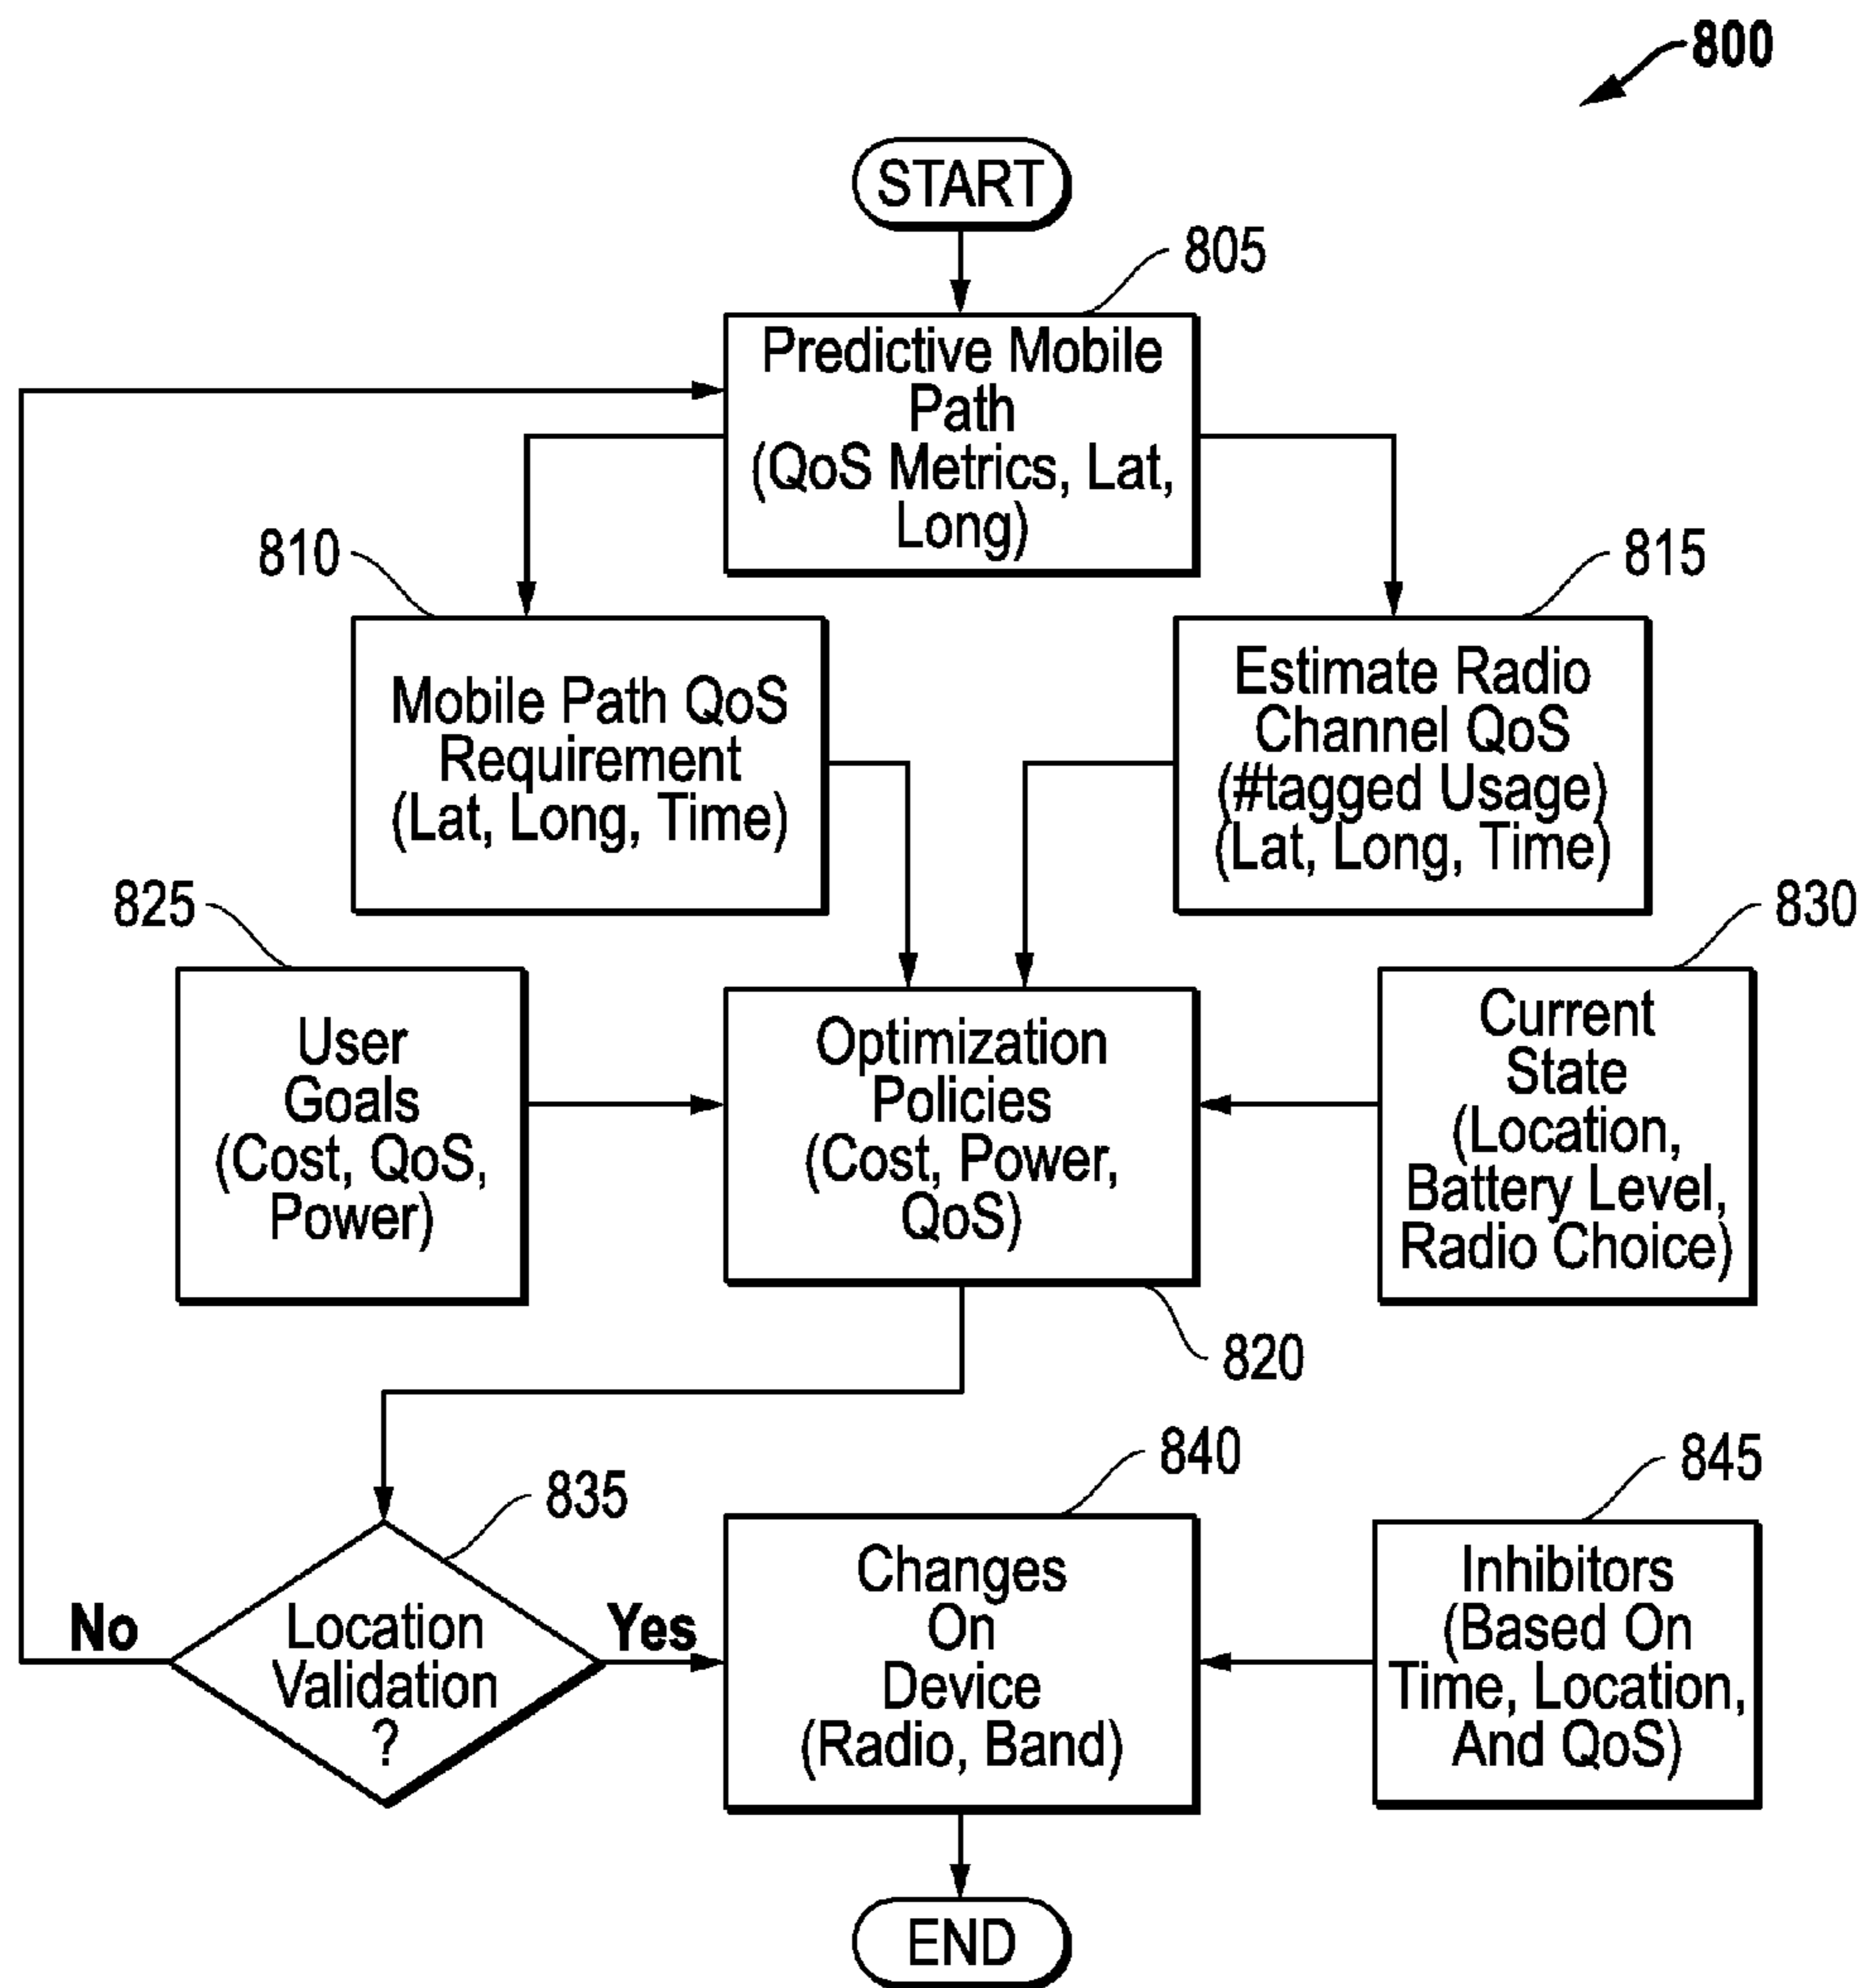 800
START
805
Predictive Mobile
Path
(QoS Metrics, Lat,
Long)
810
815
Mobile Path QoS
Requirement
(Lat, Long, Time)
Estimate Radio
Channel QoS
(#tagged Usage)
(Lat, Long, Time)
825
830
User
Goals
(Cost, QoS,
Power)
Optimization
Policies
(Cost, Power,
QoS)
Current
State
(Location,
Battery Level,
Radio Choice)
820
835
840
845
No
Location
Validation
?
Yes
Changes
On
Device
(Radio, Band)
Inhibitors
(Based On
Time, Location,
And QoS)
END